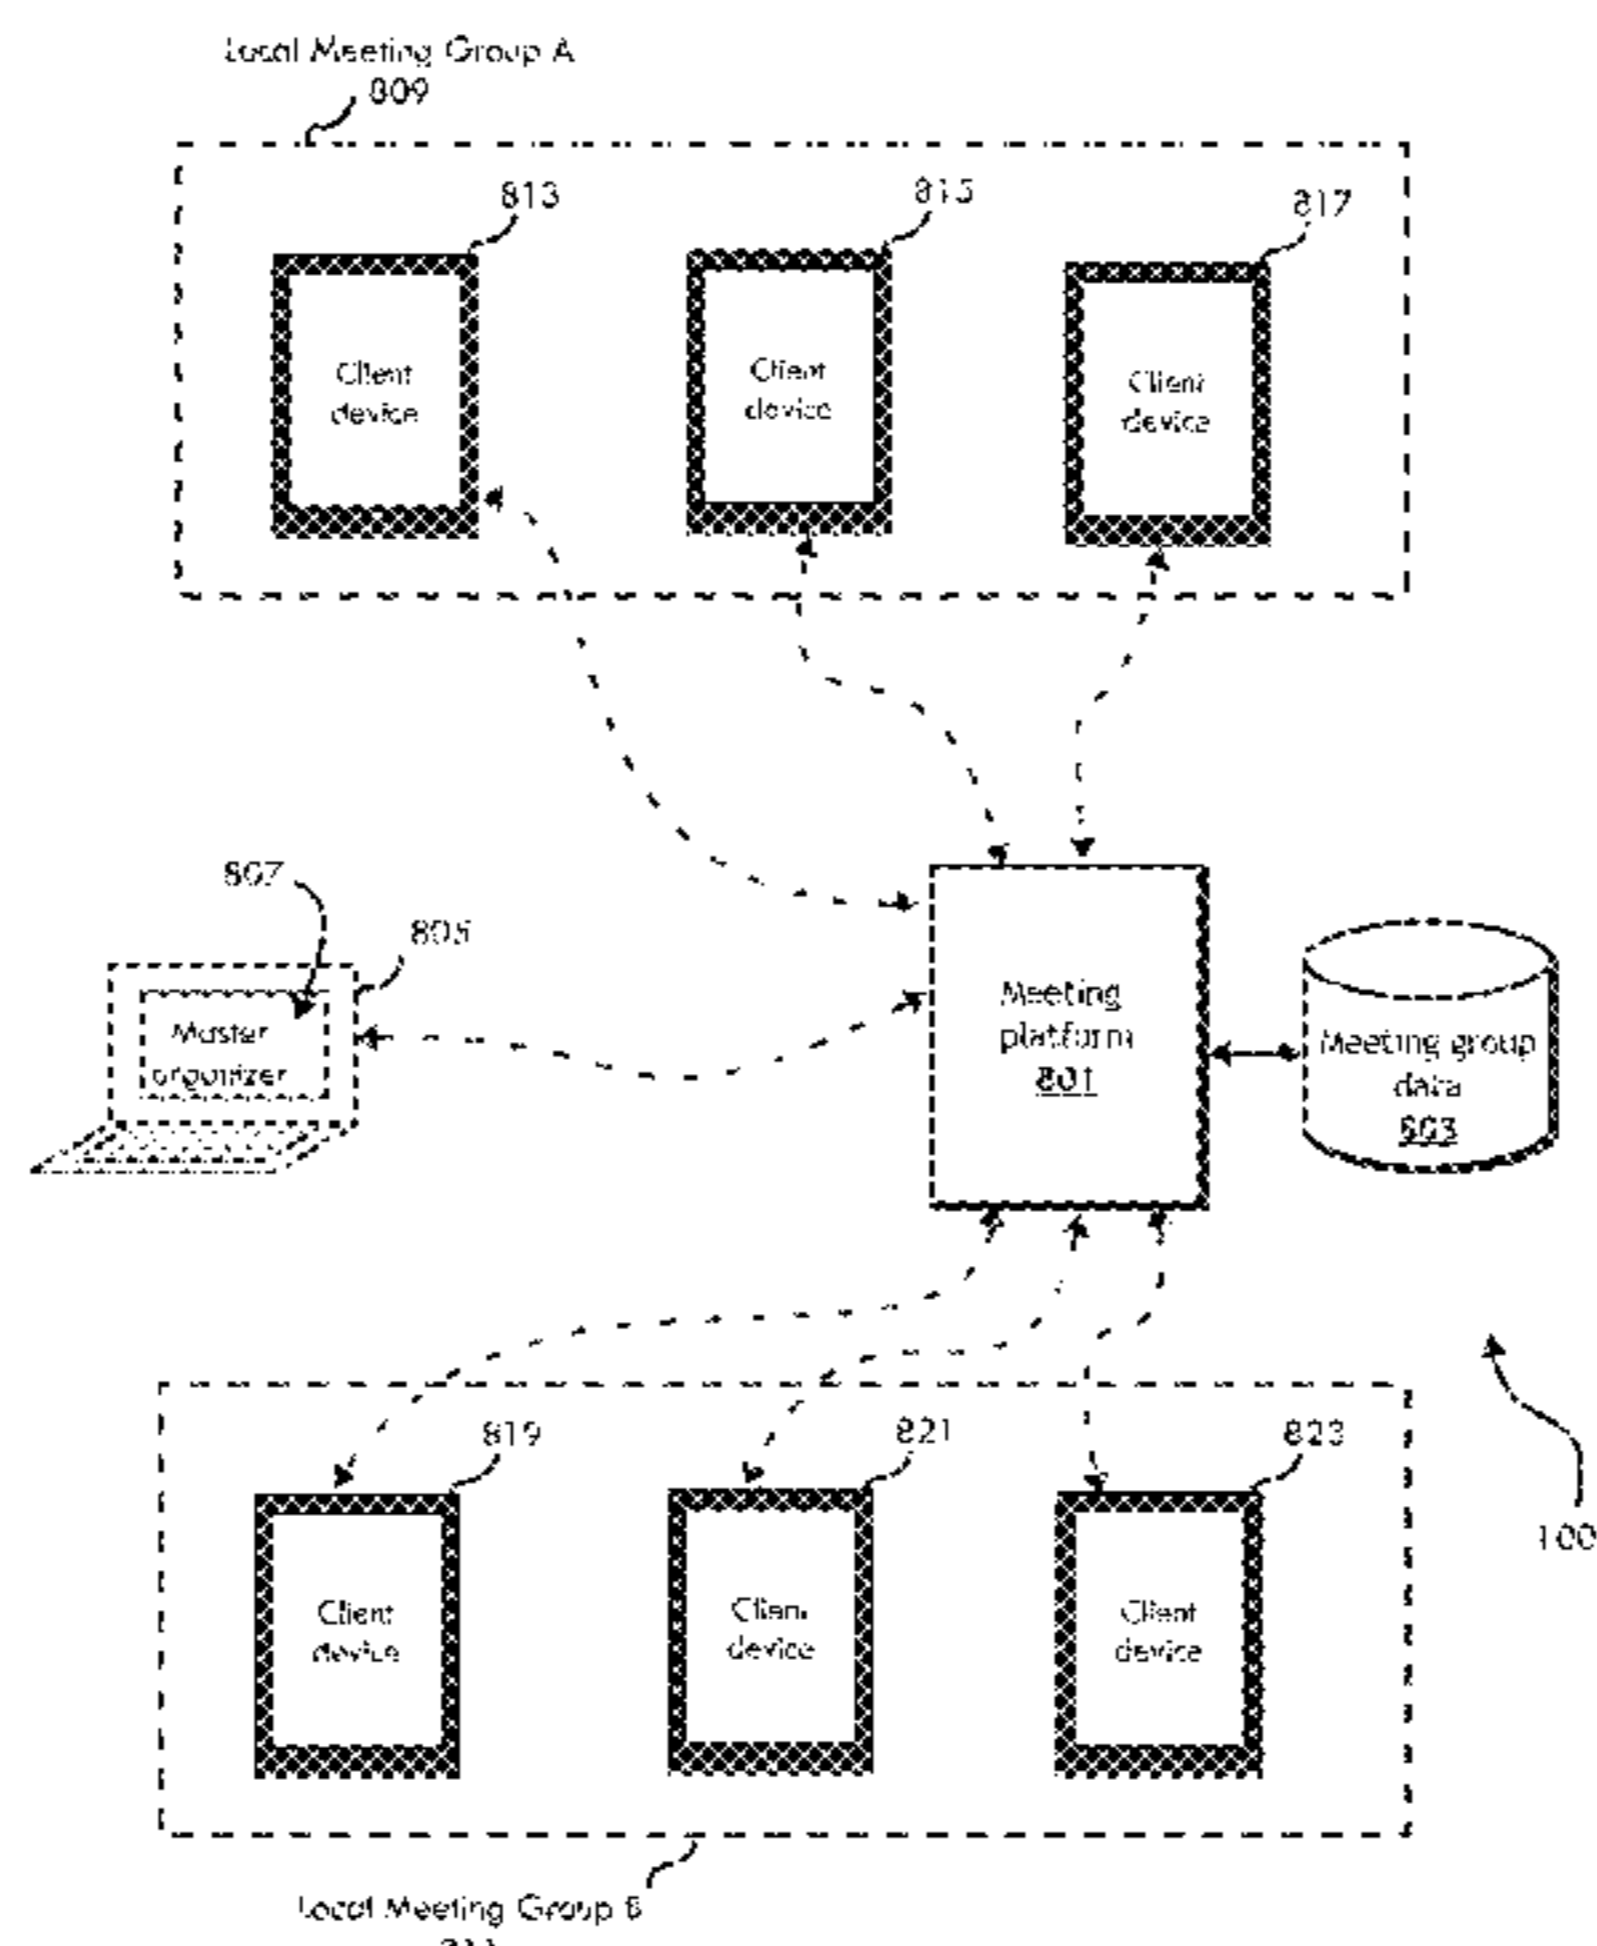 Local Meeting Group A
809
813
815
817
Client
device
Client
device
Client
device
807
805
Master
organizer
Meeting
platform
801
Meeting group
data
803
819
821
823
100
Client
device
Client
device
Client
device
Local Meeting Group B